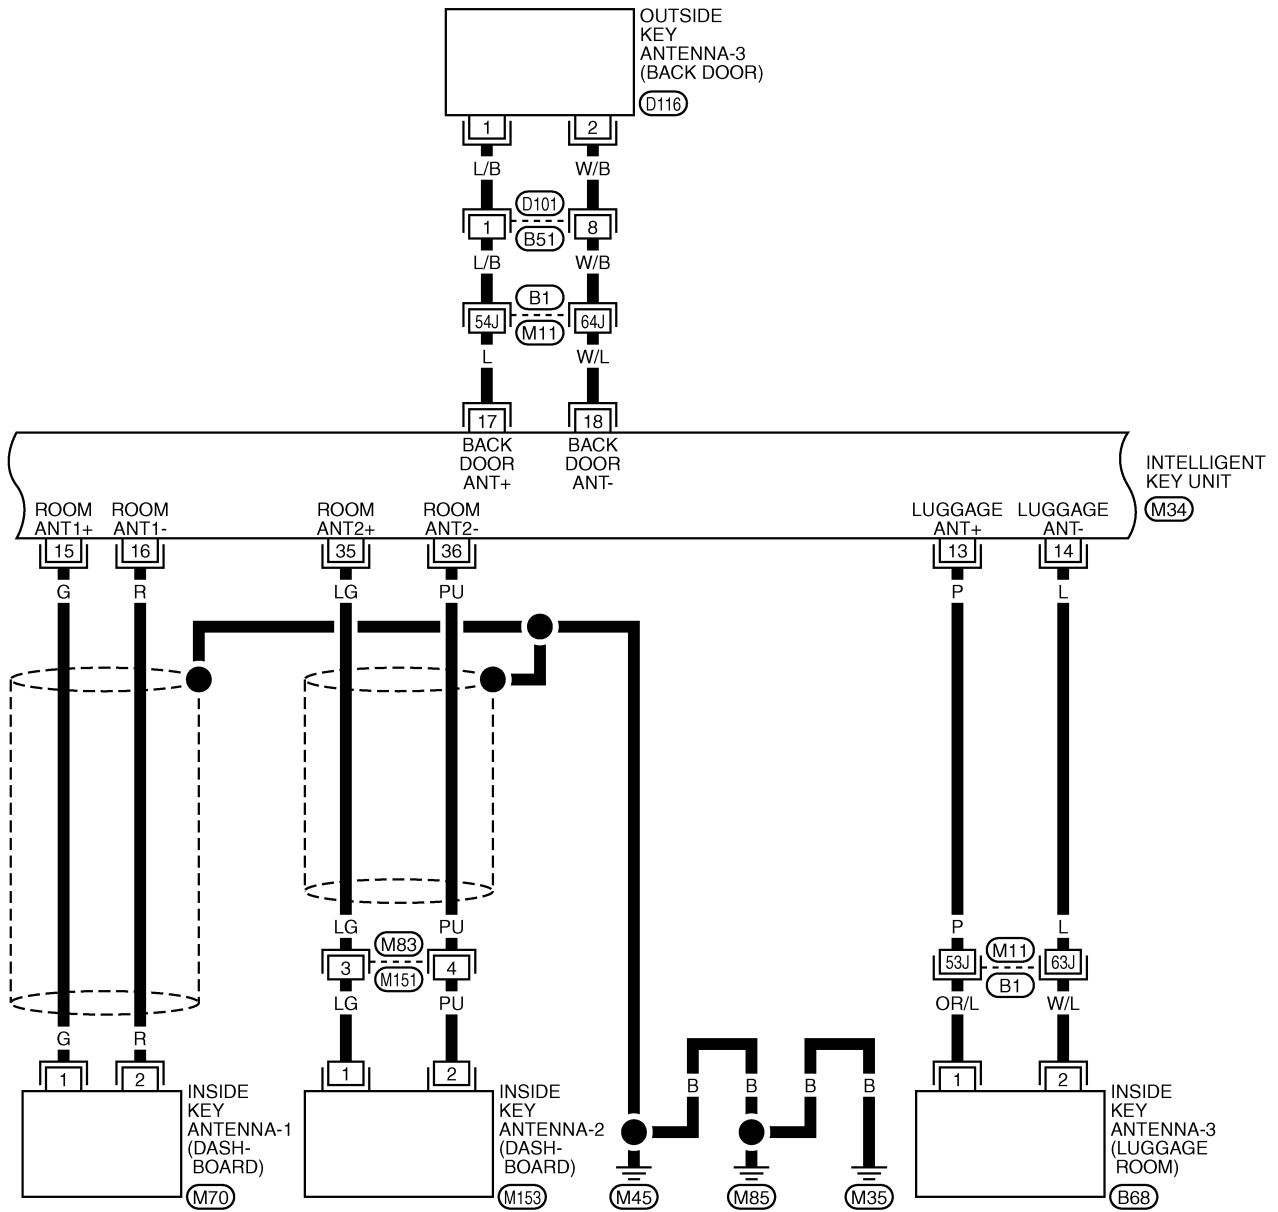 OUTSIDE
KEY
ANTENNA-3
(BACK DOOR)
D116
1 2
L/B W/B
D101
1 8
B51
L/B W/B
B1
54J 64J
M11
L W/L
17 18
BACK BACK
DOOR DOOR
ANT+ ANT-
INTELLIGENT
KEY UNIT
M34
ROOM ROOM ROOM ROOM LUGGAGE LUGGAGE
ANT1+ ANT1- ANT2+ ANT2- ANT+ ANT-
15 16 35 36 13 14
G R LG PU P L
LG PU P L
M83 M11
3 4 53J 63J
M151 B1
LG PU OR/L W/L
G R
1 2 1 2 1 2
B B B B
INSIDE
KEY
ANTENNA-1
(DASH-
BOARD)
M70
INSIDE
KEY
ANTENNA-2
(DASH-
BOARD)
M153
M45 M85 M35
INSIDE
KEY
ANTENNA-3
(LUGGAGE
ROOM)
B68